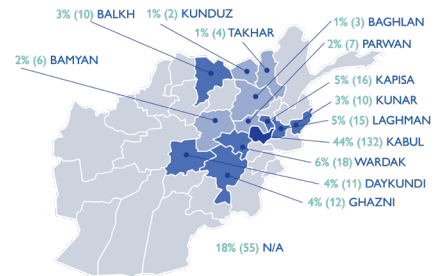 3% (10) BALKH
1% (2) KUNDUZ
1% (4) TAKHAR
1% (3) BAGHLAN
2% (7) PARWAN
2% (6) BAMYAN
5% (16) KAPISA
3% (10) KUNAR
5% (15) LAGHMAN
44% (132) KABUL
6% (18) WARDAK
4% (11) DAYKUNDI
4% (12) GHAZNI
18% (55) N/A